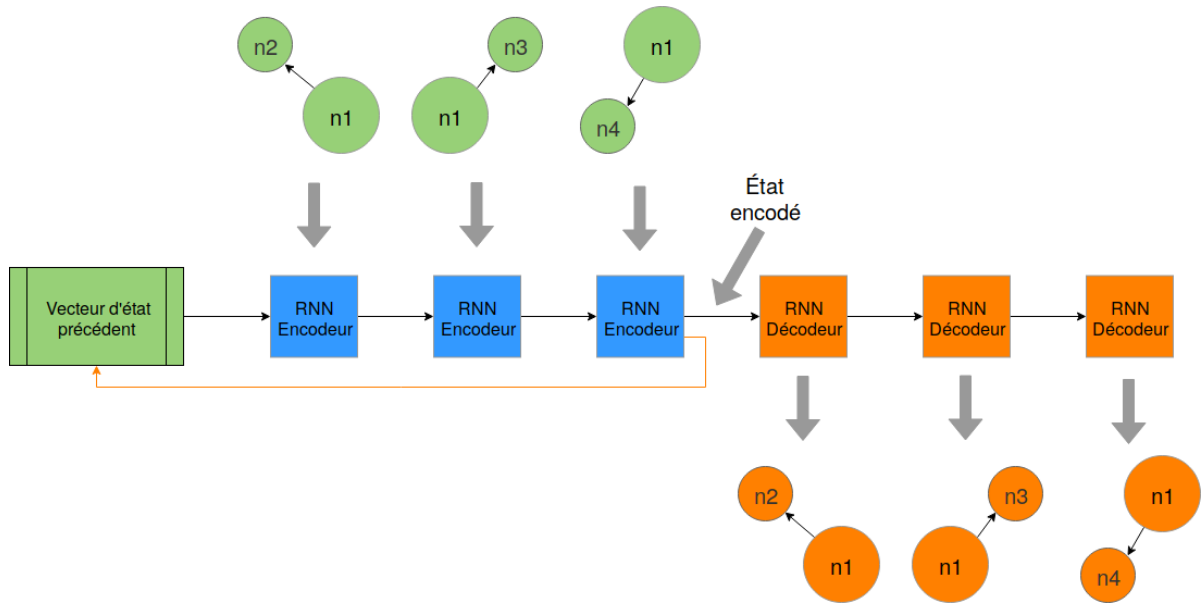 n2
n1
n3
n1
n1
n4
État
encodé
Vecteur d'état
précédent
RNN
Encodeur
RNN
Encodeur
RNN
Encodeur
RNN
Décodeur
RNN
Décodeur
RNN
Décodeur
n2
n1
n3
n1
n1
n4